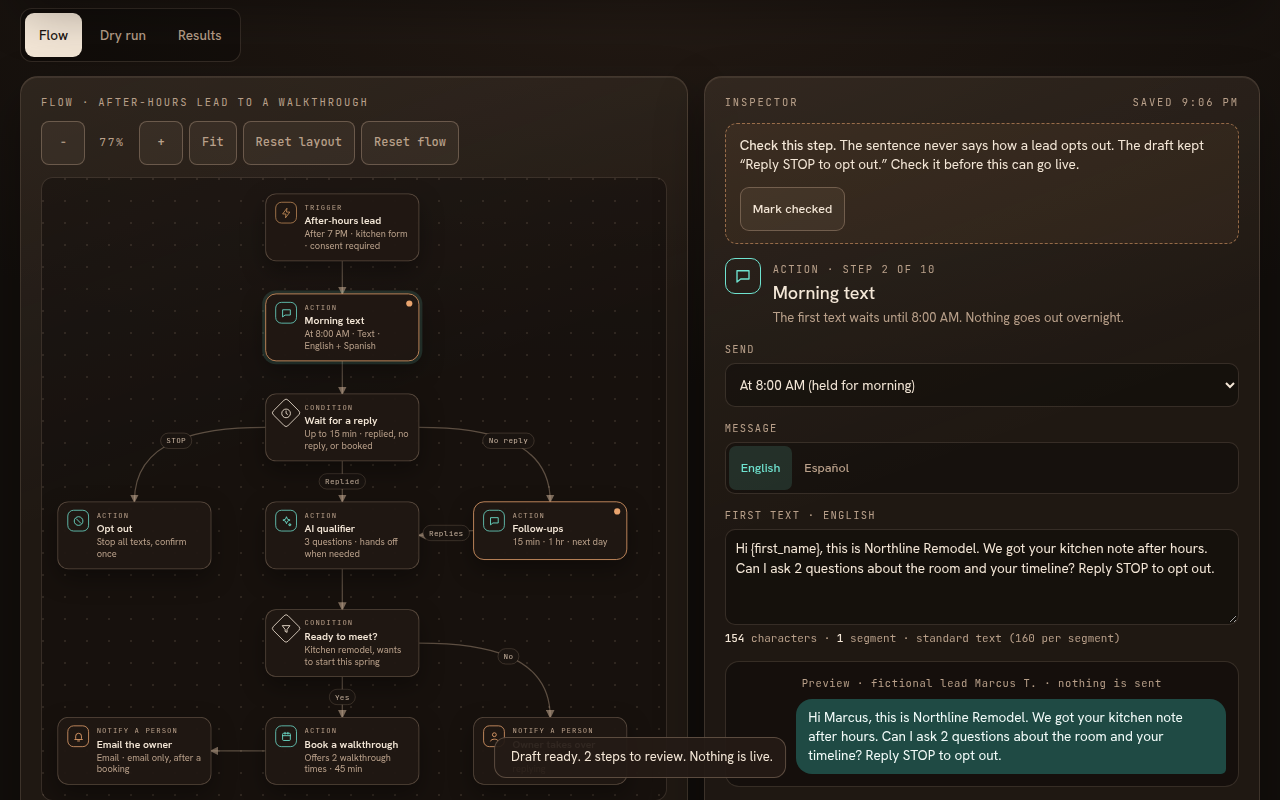 Flow
Dry run
Results
FLOW · AFTER-HOURS LEAD TO A WALKTHROUGH
-
77%
+
Fit
Reset layout
Reset flow
TRIGGER
After-hours lead
After 7 PM · kitchen form
· consent required
ACTION
Morning text
At 8:00 AM · Text ·
English + Spanish
CONDITION
Wait for a reply
Up to 15 min · replied, no
reply, or booked
STOP
No reply
Replied
ACTION
Opt out
Stop all texts, confirm
once
ACTION
AI qualifier
3 questions · hands off
when needed
Replies
ACTION
Follow-ups
15 min · 1 hr · next day
CONDITION
Ready to meet?
Kitchen remodel, wants
to start this spring
No
Yes
NOTIFY A PERSON
Email the owner
Email · email only, after a
booking
ACTION
Book a walkthrough
Offers 2 walkthrough
times · 45 min
NOTIFY A PERSON
Draft ready. 2 steps to review. Nothing is live.
INSPECTOR
SAVED 9:06 PM
Check this step. The sentence never says how a lead opts out. The draft kept
“Reply STOP to opt out.” Check it before this can go live.
Mark checked
ACTION · STEP 2 OF 10
Morning text
The first text waits until 8:00 AM. Nothing goes out overnight.
SEND
At 8:00 AM (held for morning)
MESSAGE
English
Español
FIRST TEXT · ENGLISH
Hi {first_name}, this is Northline Remodel. We got your kitchen note after hours.
Can I ask 2 questions about the room and your timeline? Reply STOP to opt out.
154 characters · 1 segment · standard text (160 per segment)
Preview · fictional lead Marcus T. · nothing is sent
Hi Marcus, this is Northline Remodel. We got your kitchen note
after hours. Can I ask 2 questions about the room and your
timeline? Reply STOP to opt out.